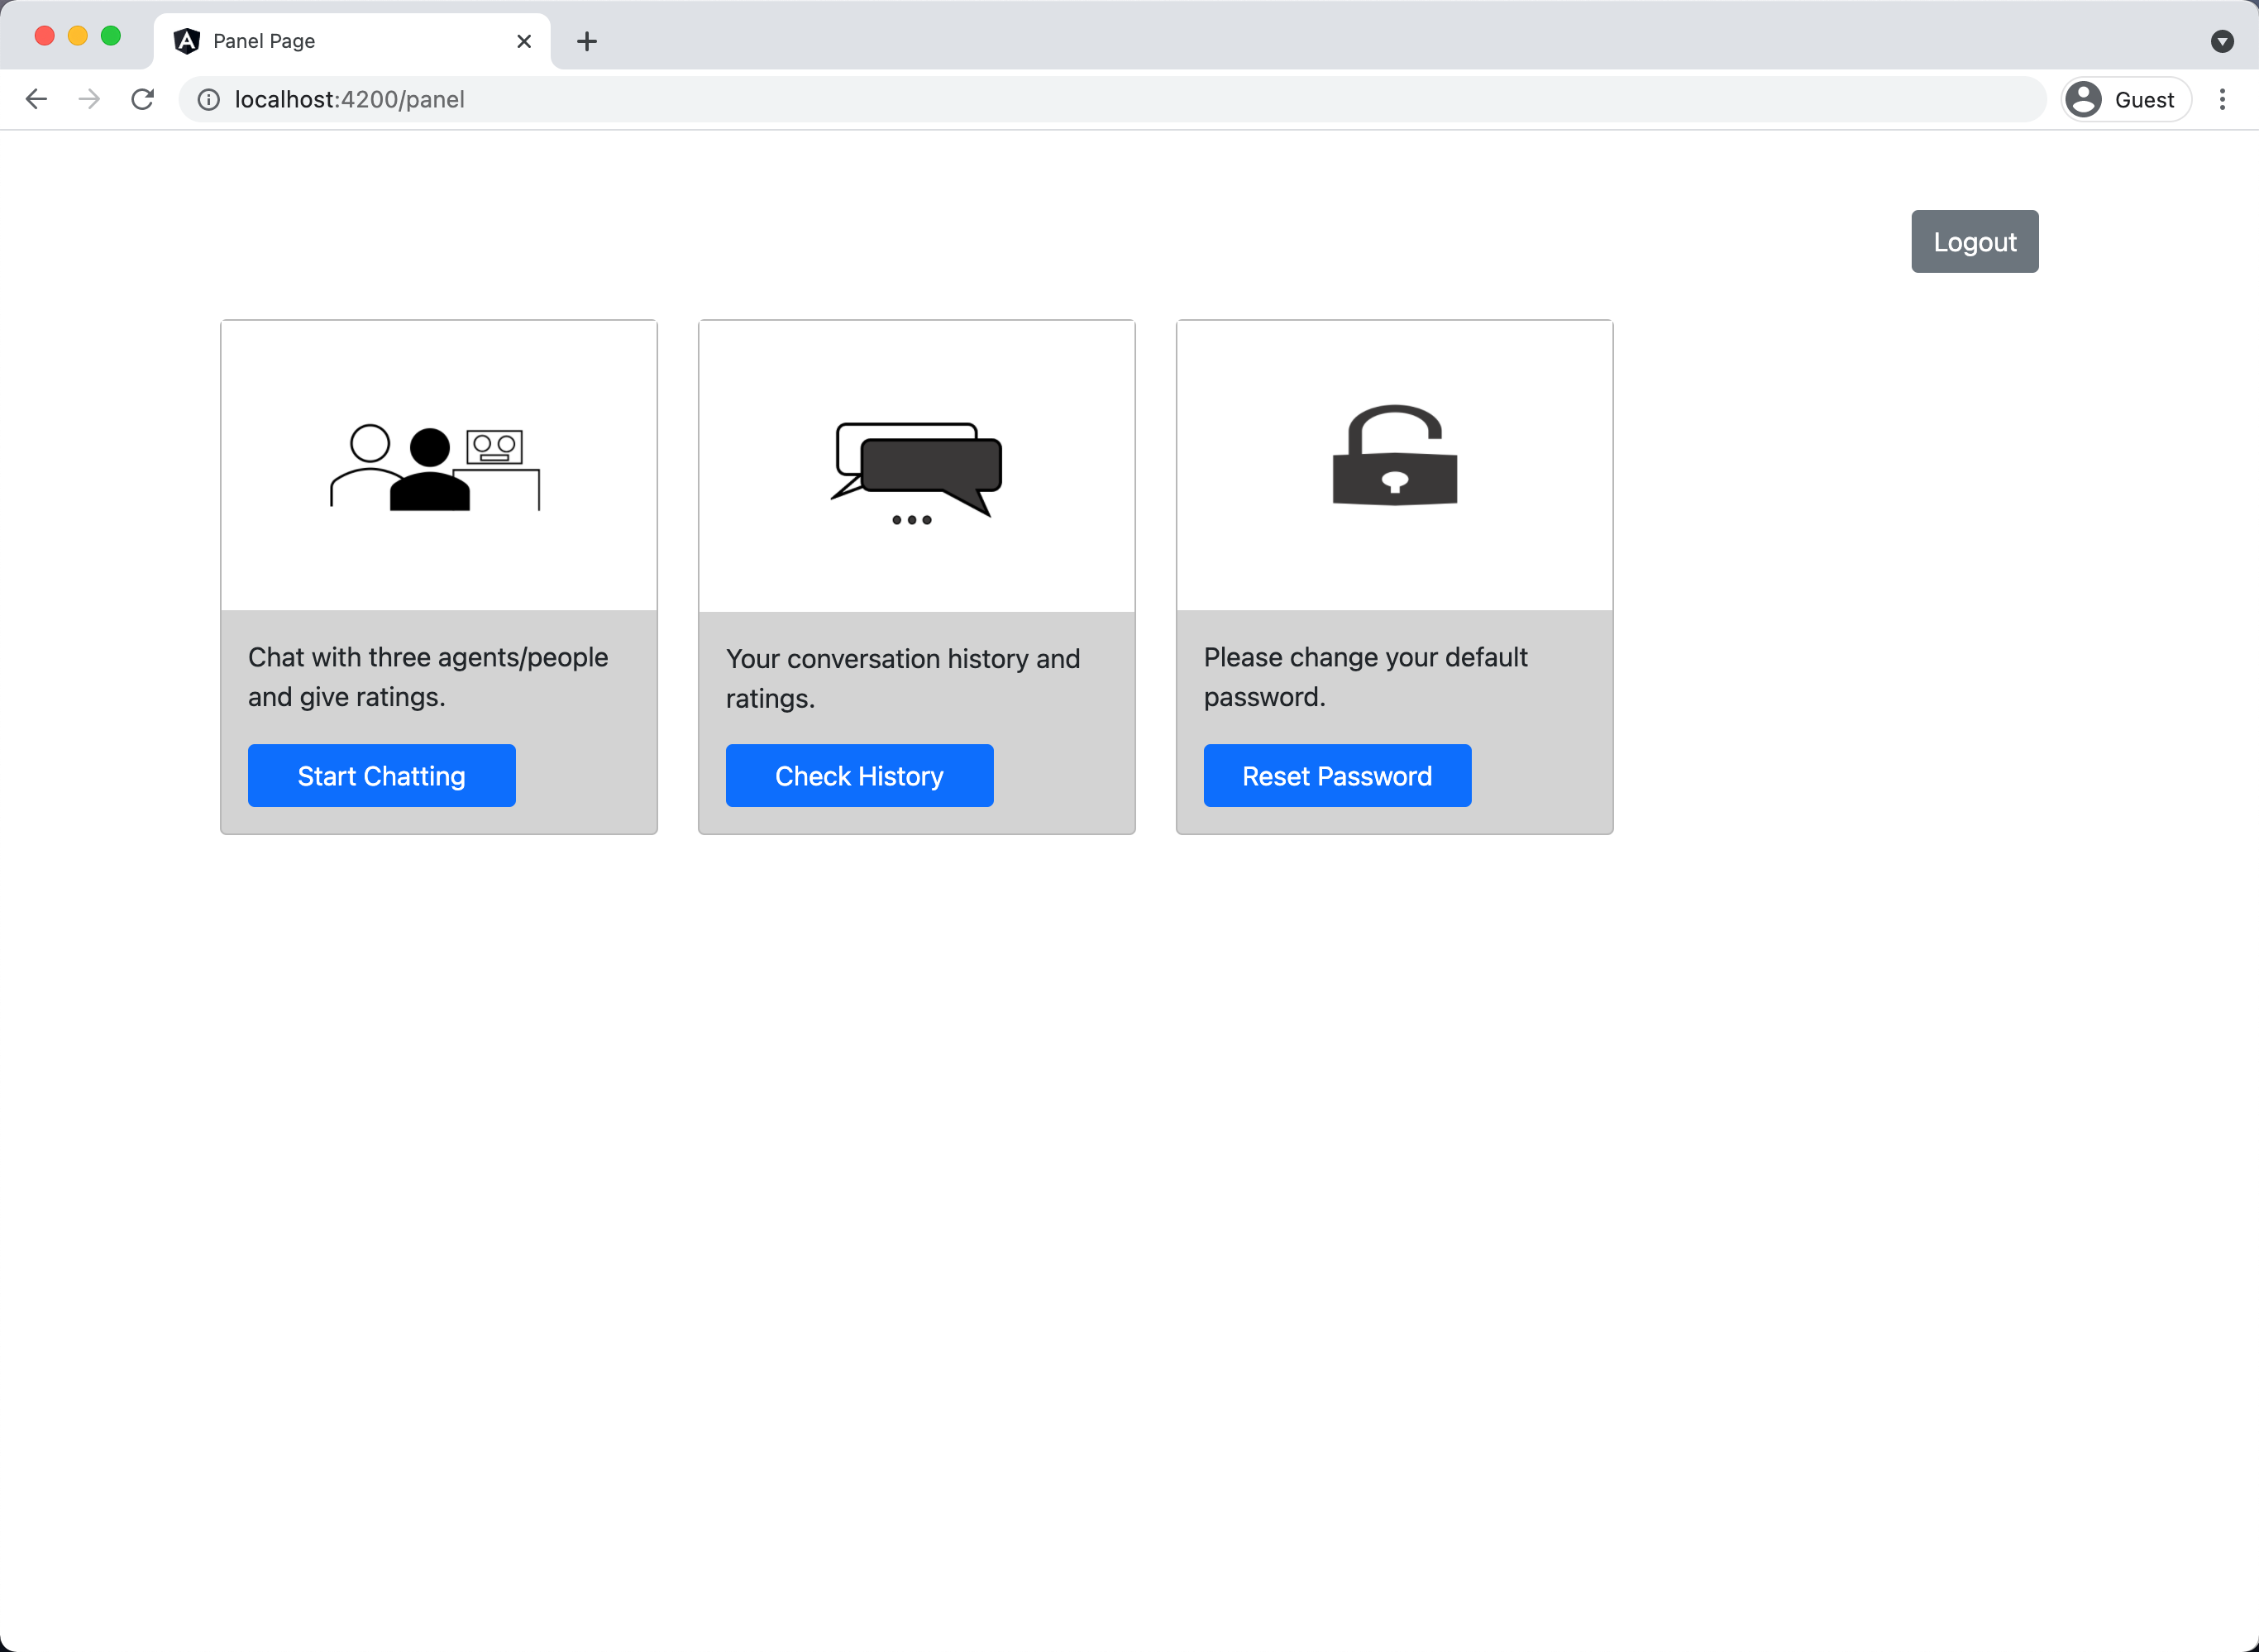 Panel Page
localhost:4200/panel
Guest
Logout
Chat with three agents/people
and give ratings.
Start Chatting
Your conversation history and
ratings.
Check History
Please change your default
password.
Reset Password